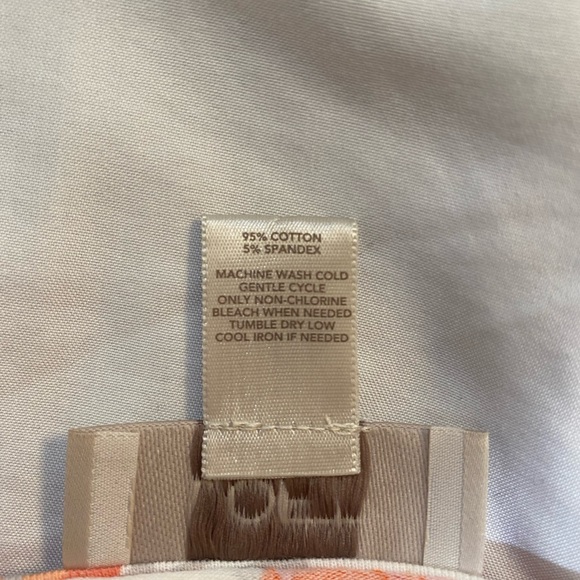 95% COTTON
5% SPANDEX
MACHINE WASH COLD
GENTLE CYCLE
ONLY NON-CHLORINE
BLEACH WHEN NEEDED
TUMBLE DRY LOW
COOL IRON IF NEEDED